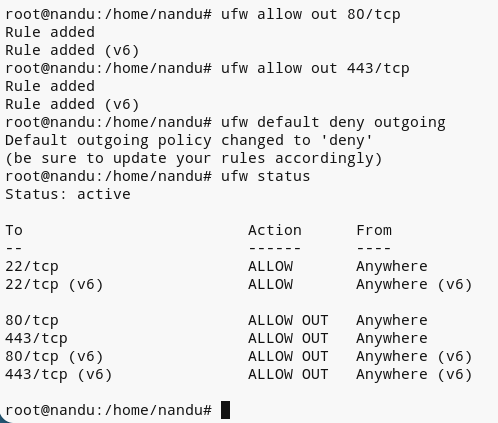 root@nandu:/home/nandu# ufw allow out 80/tcp
Rule added
Rule added (v6)
root@nandu:/home/nandu# ufw allow out 443/tcp
Rule added
Rule added (v6)
root@nandu:/home/nandu# ufw default deny outgoing
Default outgoing policy changed to 'deny'
(be sure to update your rules accordingly)
root@nandu:/home/nandu# ufw status
Status: active

To                         Action      From
--                         ------      ----
22/tcp                     ALLOW       Anywhere
22/tcp (v6)                ALLOW       Anywhere (v6)

80/tcp                     ALLOW OUT   Anywhere
443/tcp                    ALLOW OUT   Anywhere
80/tcp (v6)                ALLOW OUT   Anywhere (v6)
443/tcp (v6)               ALLOW OUT   Anywhere (v6)

root@nandu:/home/nandu#